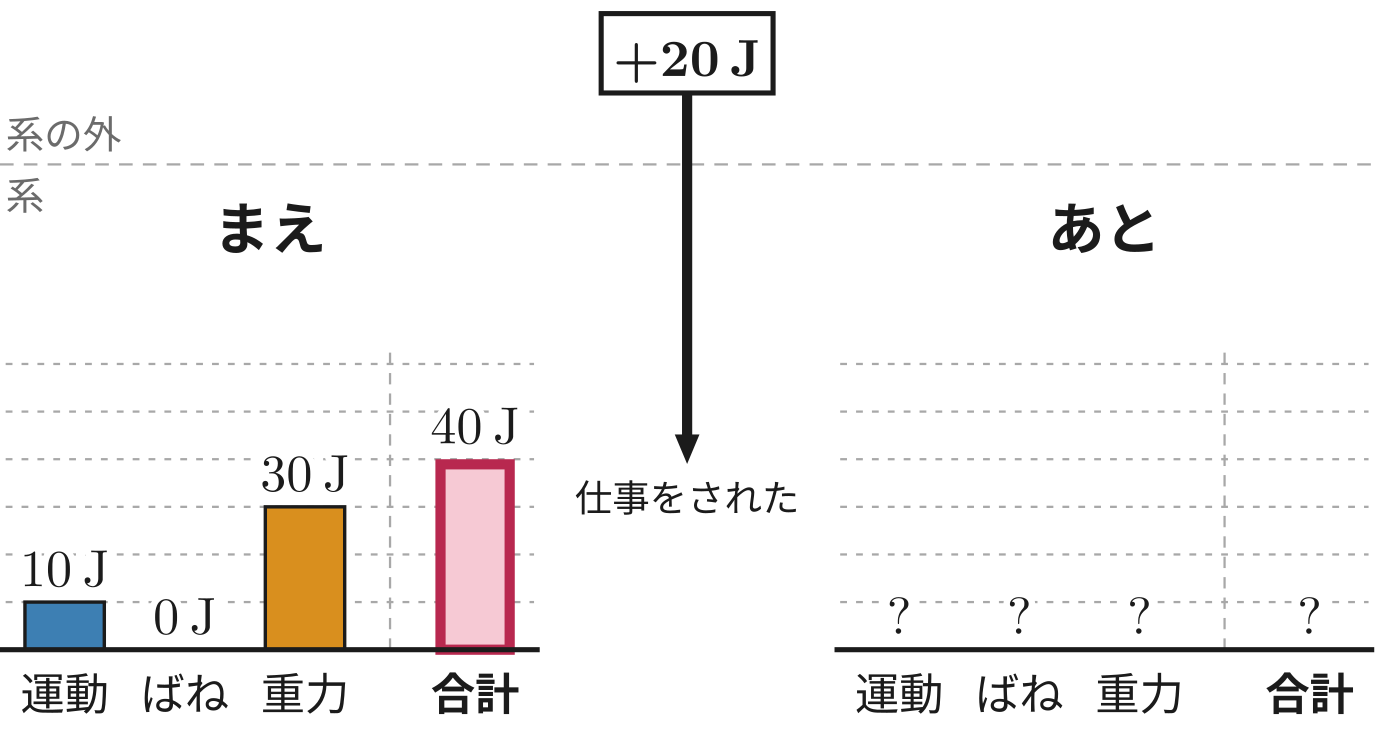 +20 J
系の外
系
まえ
あと
40 J
30 J
仕事をされた
10 J
0 J
? ? ? ?
運動 ばね 重力 合計
運動 ばね 重力 合計